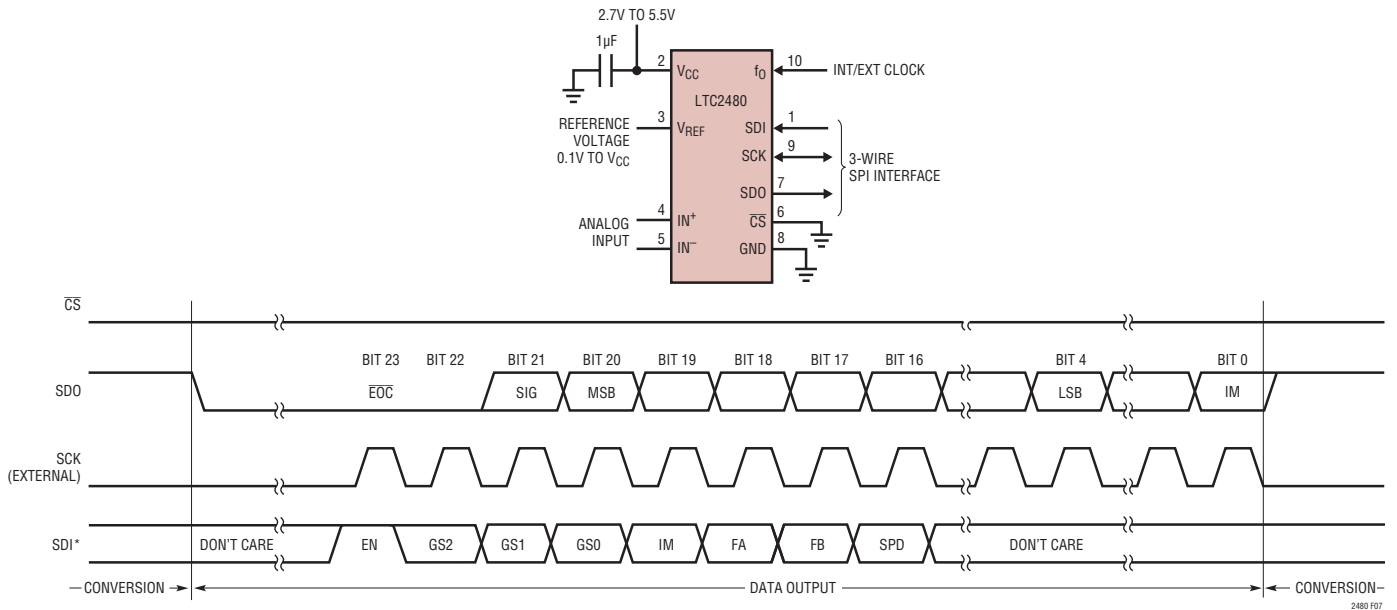 2.7V TO 5.5V
1µF
2
VCC
fO
10
INT/EXT CLOCK
LTC2480
REFERENCE
VOLTAGE
0.1V TO VCC
3
VREF
SDI
1
SCK
9
3-WIRE
SPI INTERFACE
SDO
7
ANALOG
INPUT
4
IN+
CS
6
5
IN–
GND
8
CS
BIT 23 BIT 22 BIT 21 BIT 20 BIT 19 BIT 18 BIT 17 BIT 16 BIT 4 BIT 0
SDO EOC SIG MSB LSB IM
SCK
(EXTERNAL)
SDI* DON'T CARE EN GS2 GS1 GS0 IM FA FB SPD DON'T CARE
CONVERSION DATA OUTPUT CONVERSION
2480 F07